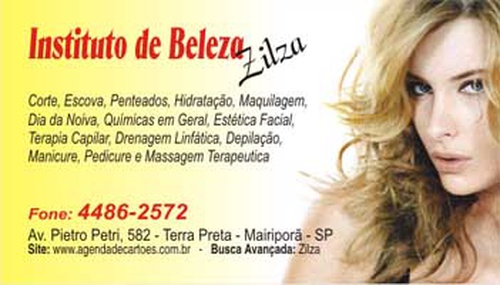 Instituto de Beleza Zilza
Corte, Escova, Penteados, Hidratação, Maquilagem,
Dia da Noiva, Químicas em Geral, Estética Facial,
Terapia Capilar, Drenagem Linfática, Depilação,
Manicure, Pedicure e Massagem Terapeutica
Fone: 4486-2572
Av. Pietro Petri, 582 - Terra Preta - Mairiporã - SP
Site: www.agendadecartoes.com.br - Busca Avançada: Zilza